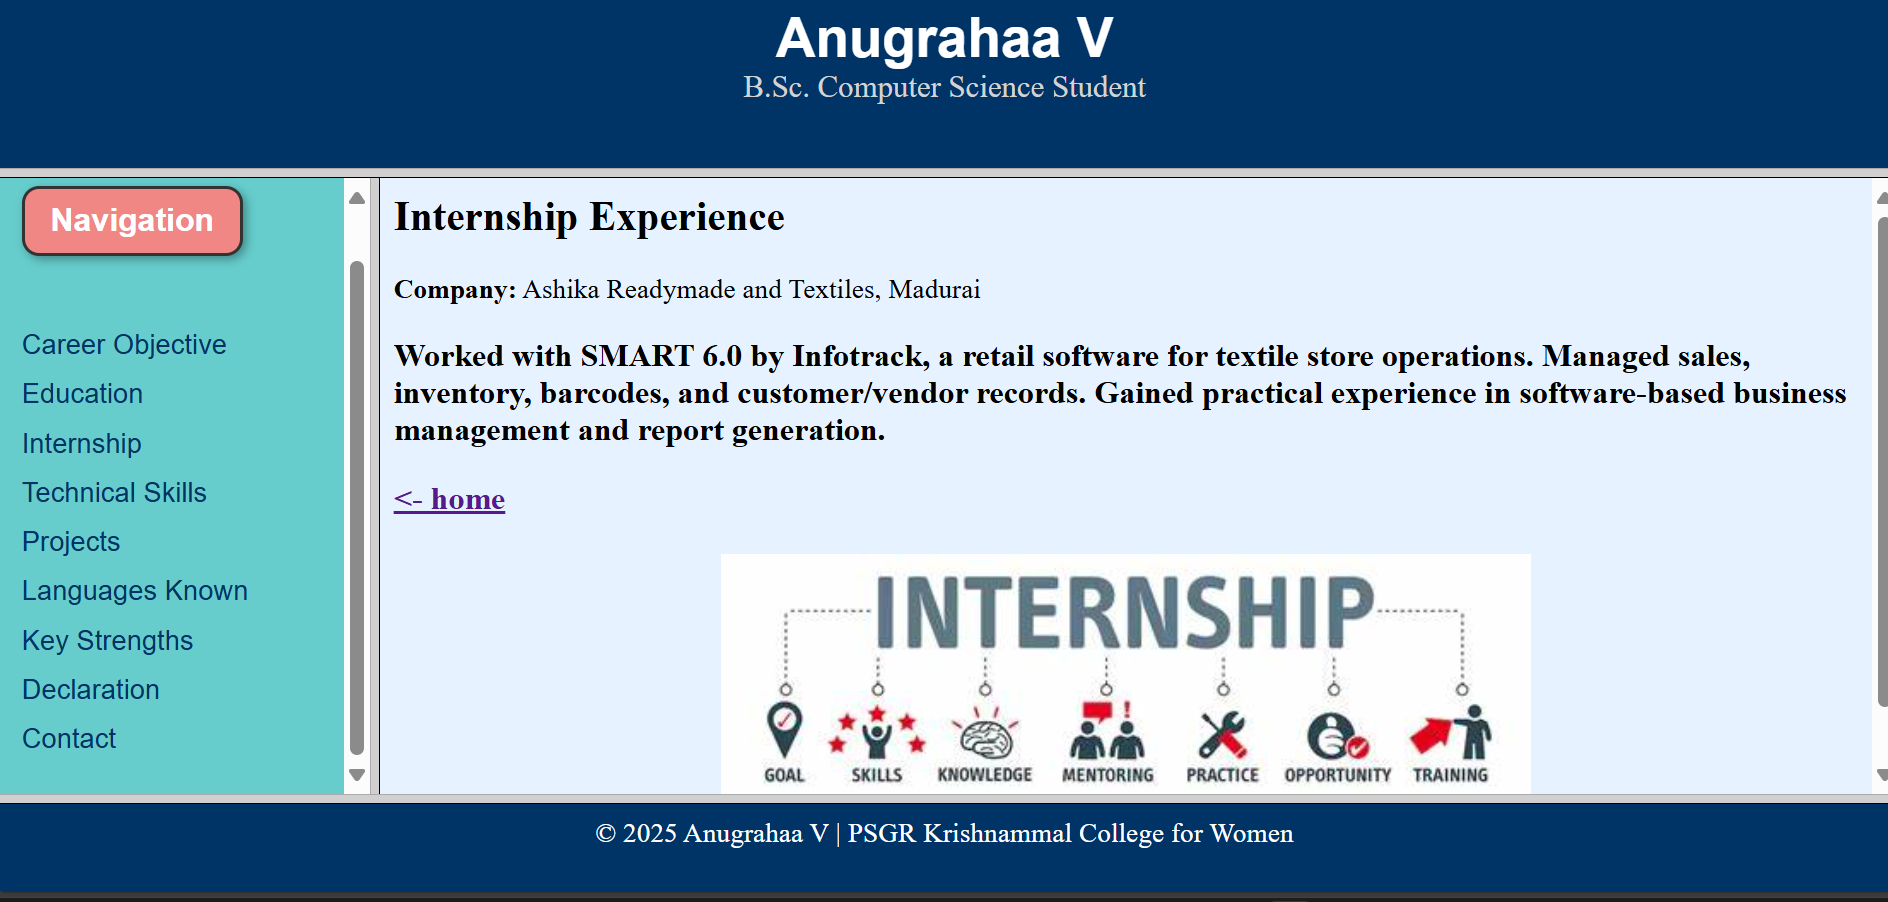 Anugrahaa V
B.Sc. Computer Science Student
Navigation
Career Objective
Education
Internship
Technical Skills
Projects
Languages Known
Key Strengths
Declaration
Contact
Internship Experience
Company: Ashika Readymade and Textiles, Madurai
Worked with SMART 6.0 by Infotrack, a retail software for textile store operations. Managed sales,
inventory, barcodes, and customer/vendor records. Gained practical experience in software-based business
management and report generation.
<- home
INTERNSHIP
GOAL SKILLS KNOWLEDGE MENTORING PRACTICE OPPORTUNITY TRAINING
© 2025 Anugrahaa V | PSGR Krishnammal College for Women